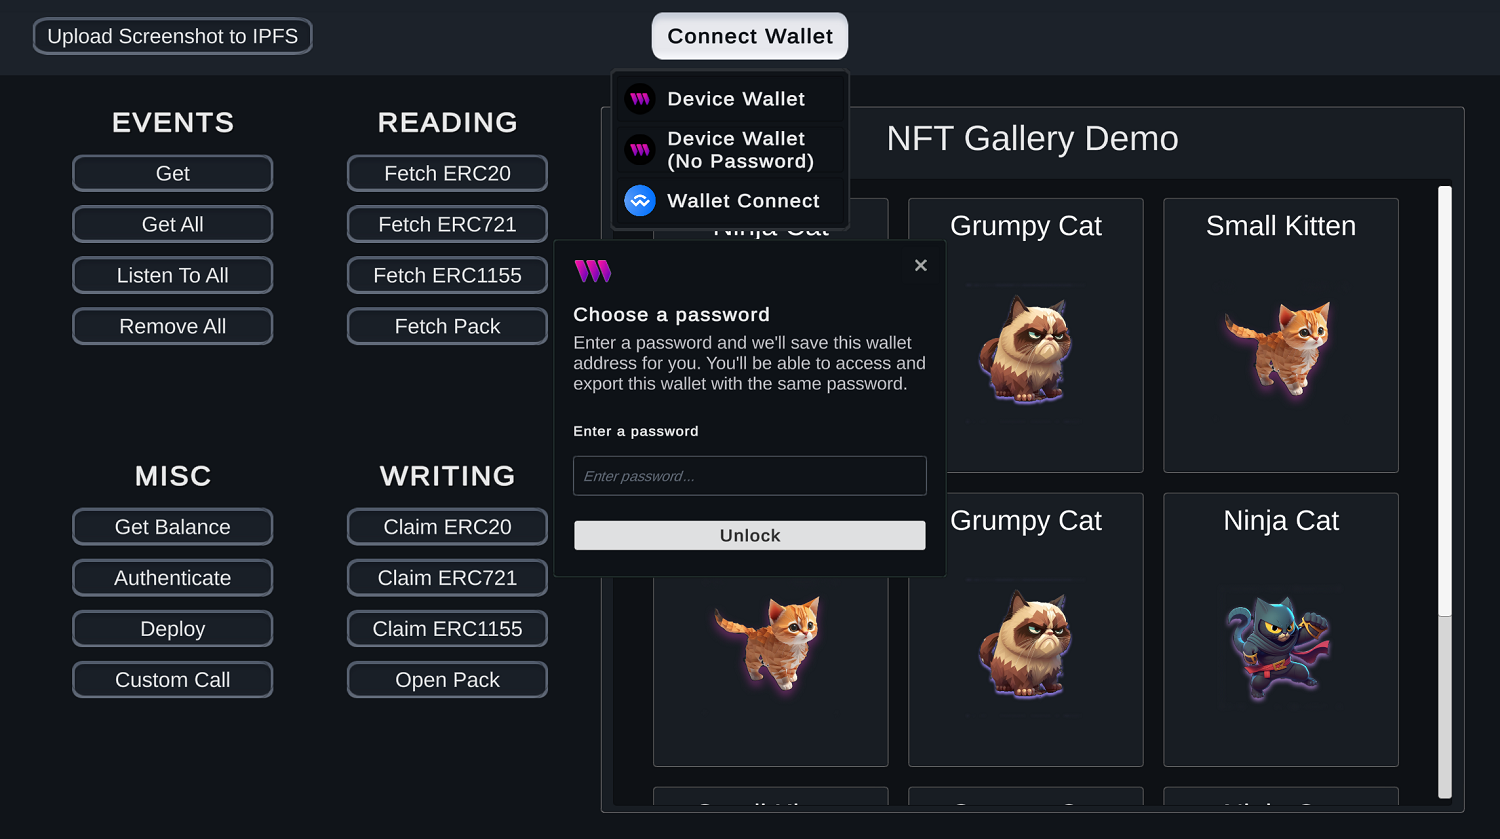 Upload Screenshot to IPFS
Connect Wallet
Device Wallet
Device Wallet
(No Password)
Wallet Connect
EVENTS
Get
Get All
Listen To All
Remove All
READING
Fetch ERC20
Fetch ERC721
Fetch ERC1155
Fetch Pack
MISC
Get Balance
Authenticate
Deploy
Custom Call
WRITING
Claim ERC20
Claim ERC721
Claim ERC1155
Open Pack
NFT Gallery Demo
Ninja Cat
Grumpy Cat
Small Kitten
Choose a password
Enter a password and we'll save this wallet
address for you. You'll be able to access and
export this wallet with the same password.
Enter a password
Enter password...
Unlock
Grumpy Cat
Ninja Cat